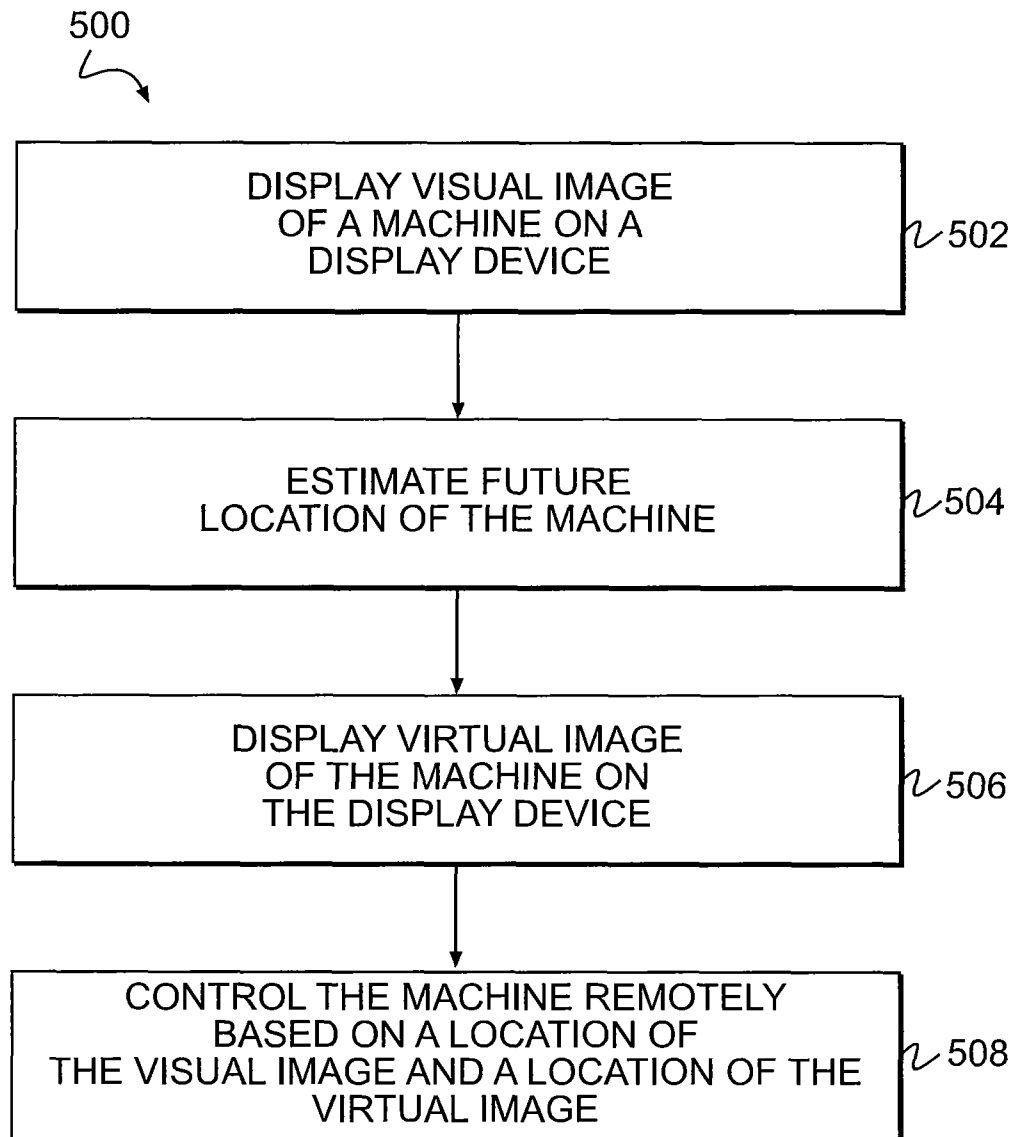 500
DISPLAY VISUAL IMAGE
OF A MACHINE ON A
DISPLAY DEVICE
502
ESTIMATE FUTURE
LOCATION OF THE MACHINE
504
DISPLAY VIRTUAL IMAGE
OF THE MACHINE ON
THE DISPLAY DEVICE
506
CONTROL THE MACHINE REMOTELY
BASED ON A LOCATION OF
THE VISUAL IMAGE AND A LOCATION OF THE
VIRTUAL IMAGE
508